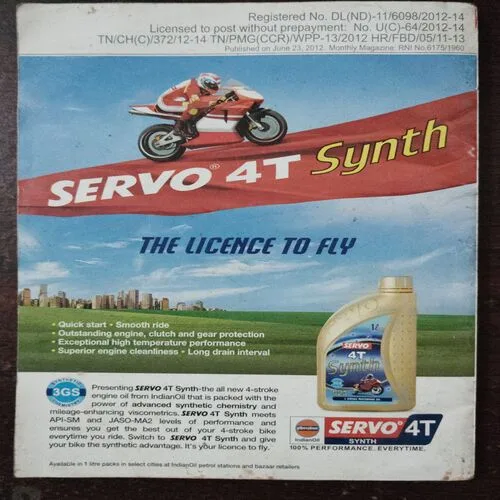 Registered No. DL(ND)-11/6098/2012-14
Licensed to post without prepayment: No. U(C)-64/2012-14
TN/CH(C)/372/12-14 TN/PMG(CCR)/WPP-13/2012 HR/FBD/05/11-13
Published on June 23, 2012. Monthly Magazine: RNI No.6175/1960
SERVO® 4T Synth
THE LICENCE TO FLY
• Quick start • Smooth ride
• Outstanding engine, clutch and gear protection
• Exceptional high temperature performance
• Superior engine cleanliness • Long drain interval
SERVO
4T
Synth
3GS
Presenting SERVO 4T Synth-the all new 4-stroke
engine oil from IndianOil that is packed with the
power of advanced synthetic chemistry and
mileage-enhancing viscometrics. SERVO 4T Synth meets
API-SM and JASO-MA2 levels of performance and
ensures you get the best out of your 4-stroke bike
everytime you ride. Switch to SERVO 4T Synth and give
your bike the synthetic advantage. It's your licence to fly.
IndianOil
SERVO® 4T
SYNTH
100% PERFORMANCE. EVERYTIME.
Available in 1 litre packs in select cities at IndianOil petrol stations and bazaar retailers